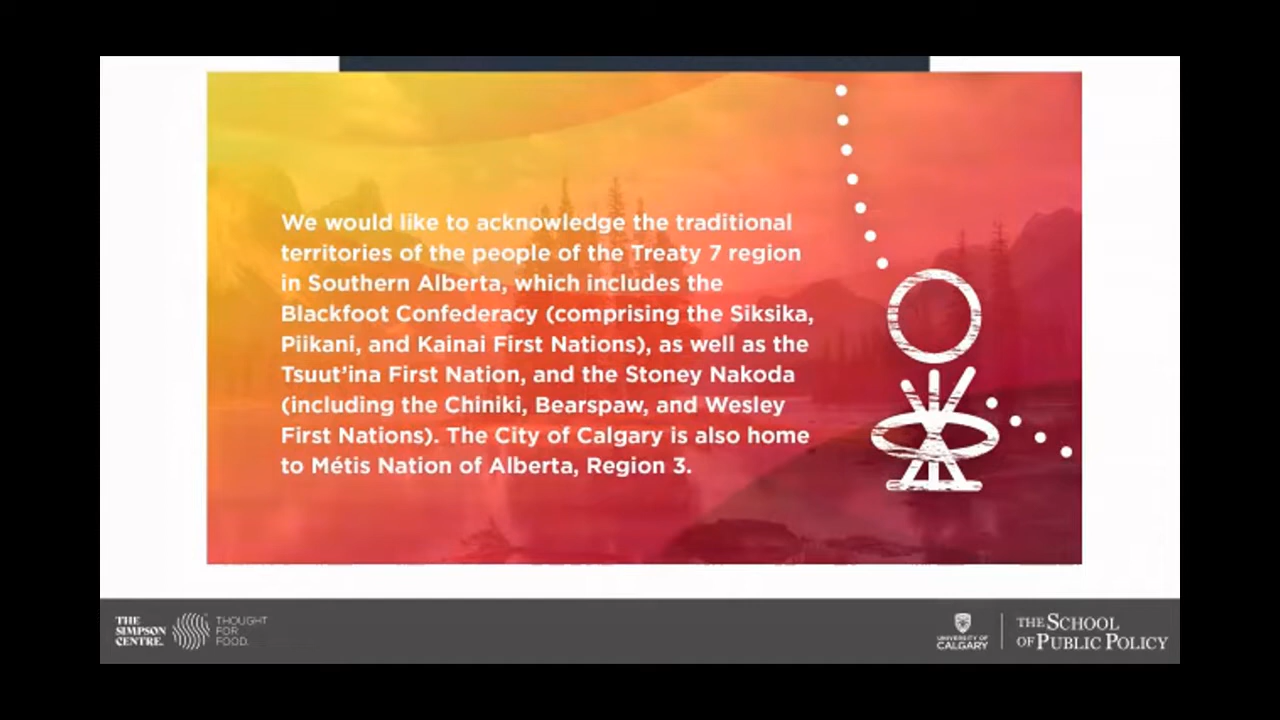 We would like to acknowledge the traditional
territories of the people of the Treaty 7 region
in Southern Alberta, which includes the
Blackfoot Confederacy (comprising the Siksika,
Piikani, and Kainai First Nations), as well as the
Tsuut’ina First Nation, and the Stoney Nakoda
(including the Chiniki, Bearspaw, and Wesley
First Nations). The City of Calgary is also home
to Métis Nation of Alberta, Region 3.
THE
SIMPSON
CENTRE.
THOUGHT
FOR
FOOD.
UNIVERSITY OF
CALGARY
THE SCHOOL
OF PUBLIC POLICY